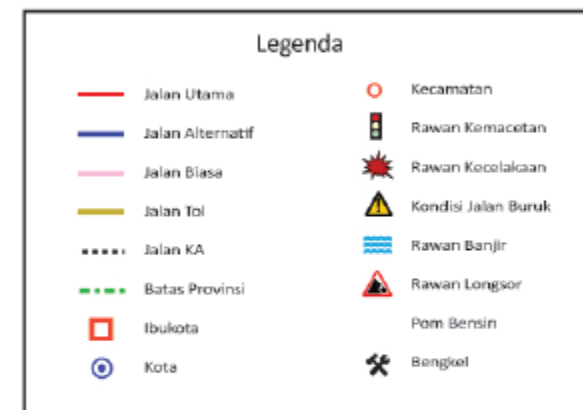 Legenda
Jalan Utama
Jalan Alternatif
Jalan Biasa
Jalan Tol
Jalan KA
Batas Provinsi
Ibukota
Kota
Kecamatan
Rawan Kemacetan
Rawan Kecelakaan
Kondisi Jalan Buruk
Rawan Banjir
Rawan Longsor
Pom Bensin
Bengkel